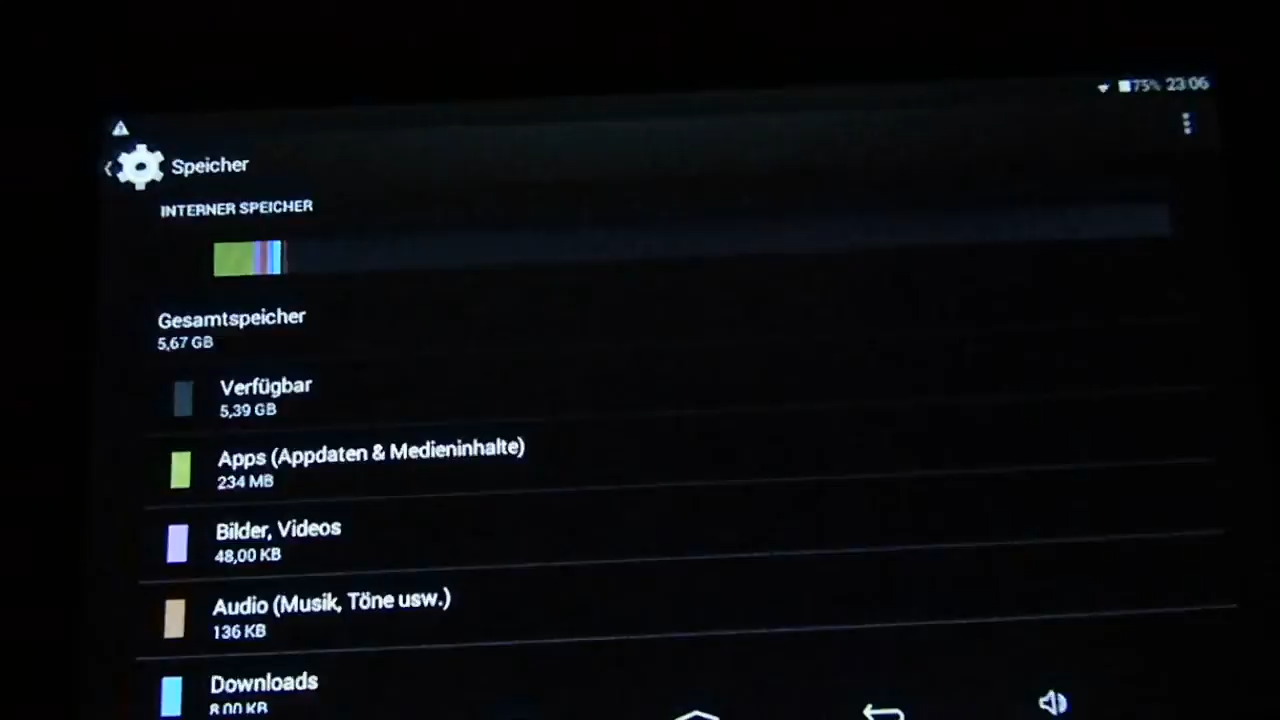 75% 23:06
Speicher
INTERNER SPEICHER
Gesamtspeicher
5,67 GB
Verfügbar
5,39 GB
Apps (Appdaten & Medieninhalte)
234 MB
Bilder, Videos
48,00 KB
Audio (Musik, Töne usw.)
136 KB
Downloads
8,00 KB